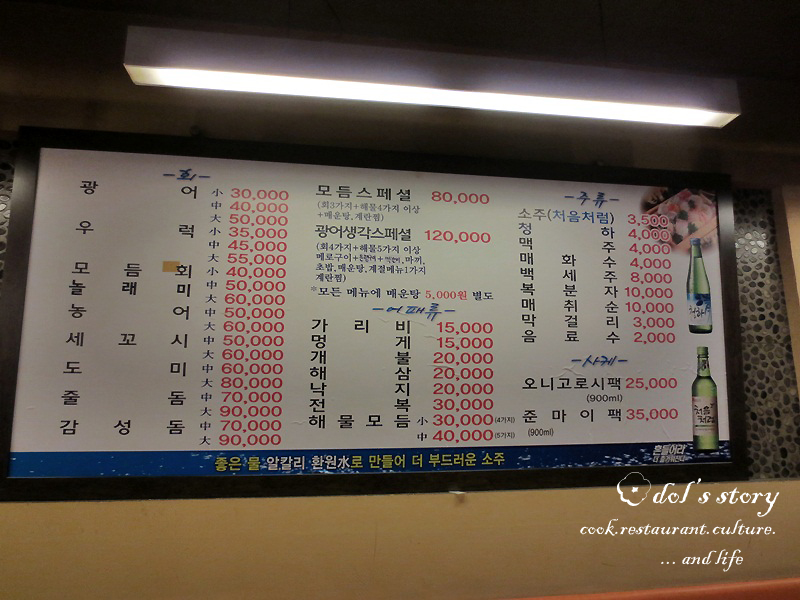 -회-
광어 小 30,000
中 40,000
大 50,000
우럭 小 35,000
中 45,000
大 55,000
모듬회 小 40,000
놀래미 中 50,000
大 60,000
농어 中 50,000
大 60,000
세꼬시 中 50,000
大 60,000
도미 中 60,000
大 80,000
줄돔 中 70,000
大 90,000
감성돔 中 70,000
大 90,000
모듬스페셜 80,000
(회3가지+해물4가지 이상
+매운탕,계란찜)
광어생각스페셜 120,000
(회4가지+해물5가지 이상
메로구이+ 마끼,
초밥,매운탕,계절메뉴1가지
계란찜)
*모든 메뉴에 매운탕 5,000원 별도
-어패류-
가리비 15,000
멍게 15,000
개불 20,000
해삼 20,000
낙지 20,000
전복 30,000
해물모듬 小 30,000(4가지)
中 40,000(5가지)
-주류-
소주(처음처럼) 3,500
청하 4,000
맥주 4,000
매화수 4,000
백세주 8,000
복분자 10,000
매취순 10,000
막걸리 3,000
음료수 2,000
-사케-
오니고로시팩 25,000
(900ml)
준마이팩 35,000
(900ml)
청하
처음처럼
흔들어라
좋은 물 알칼리 환원水로 만들어 더 부드러운 소주
dol's story
cook.restaurant.culture.
... and life